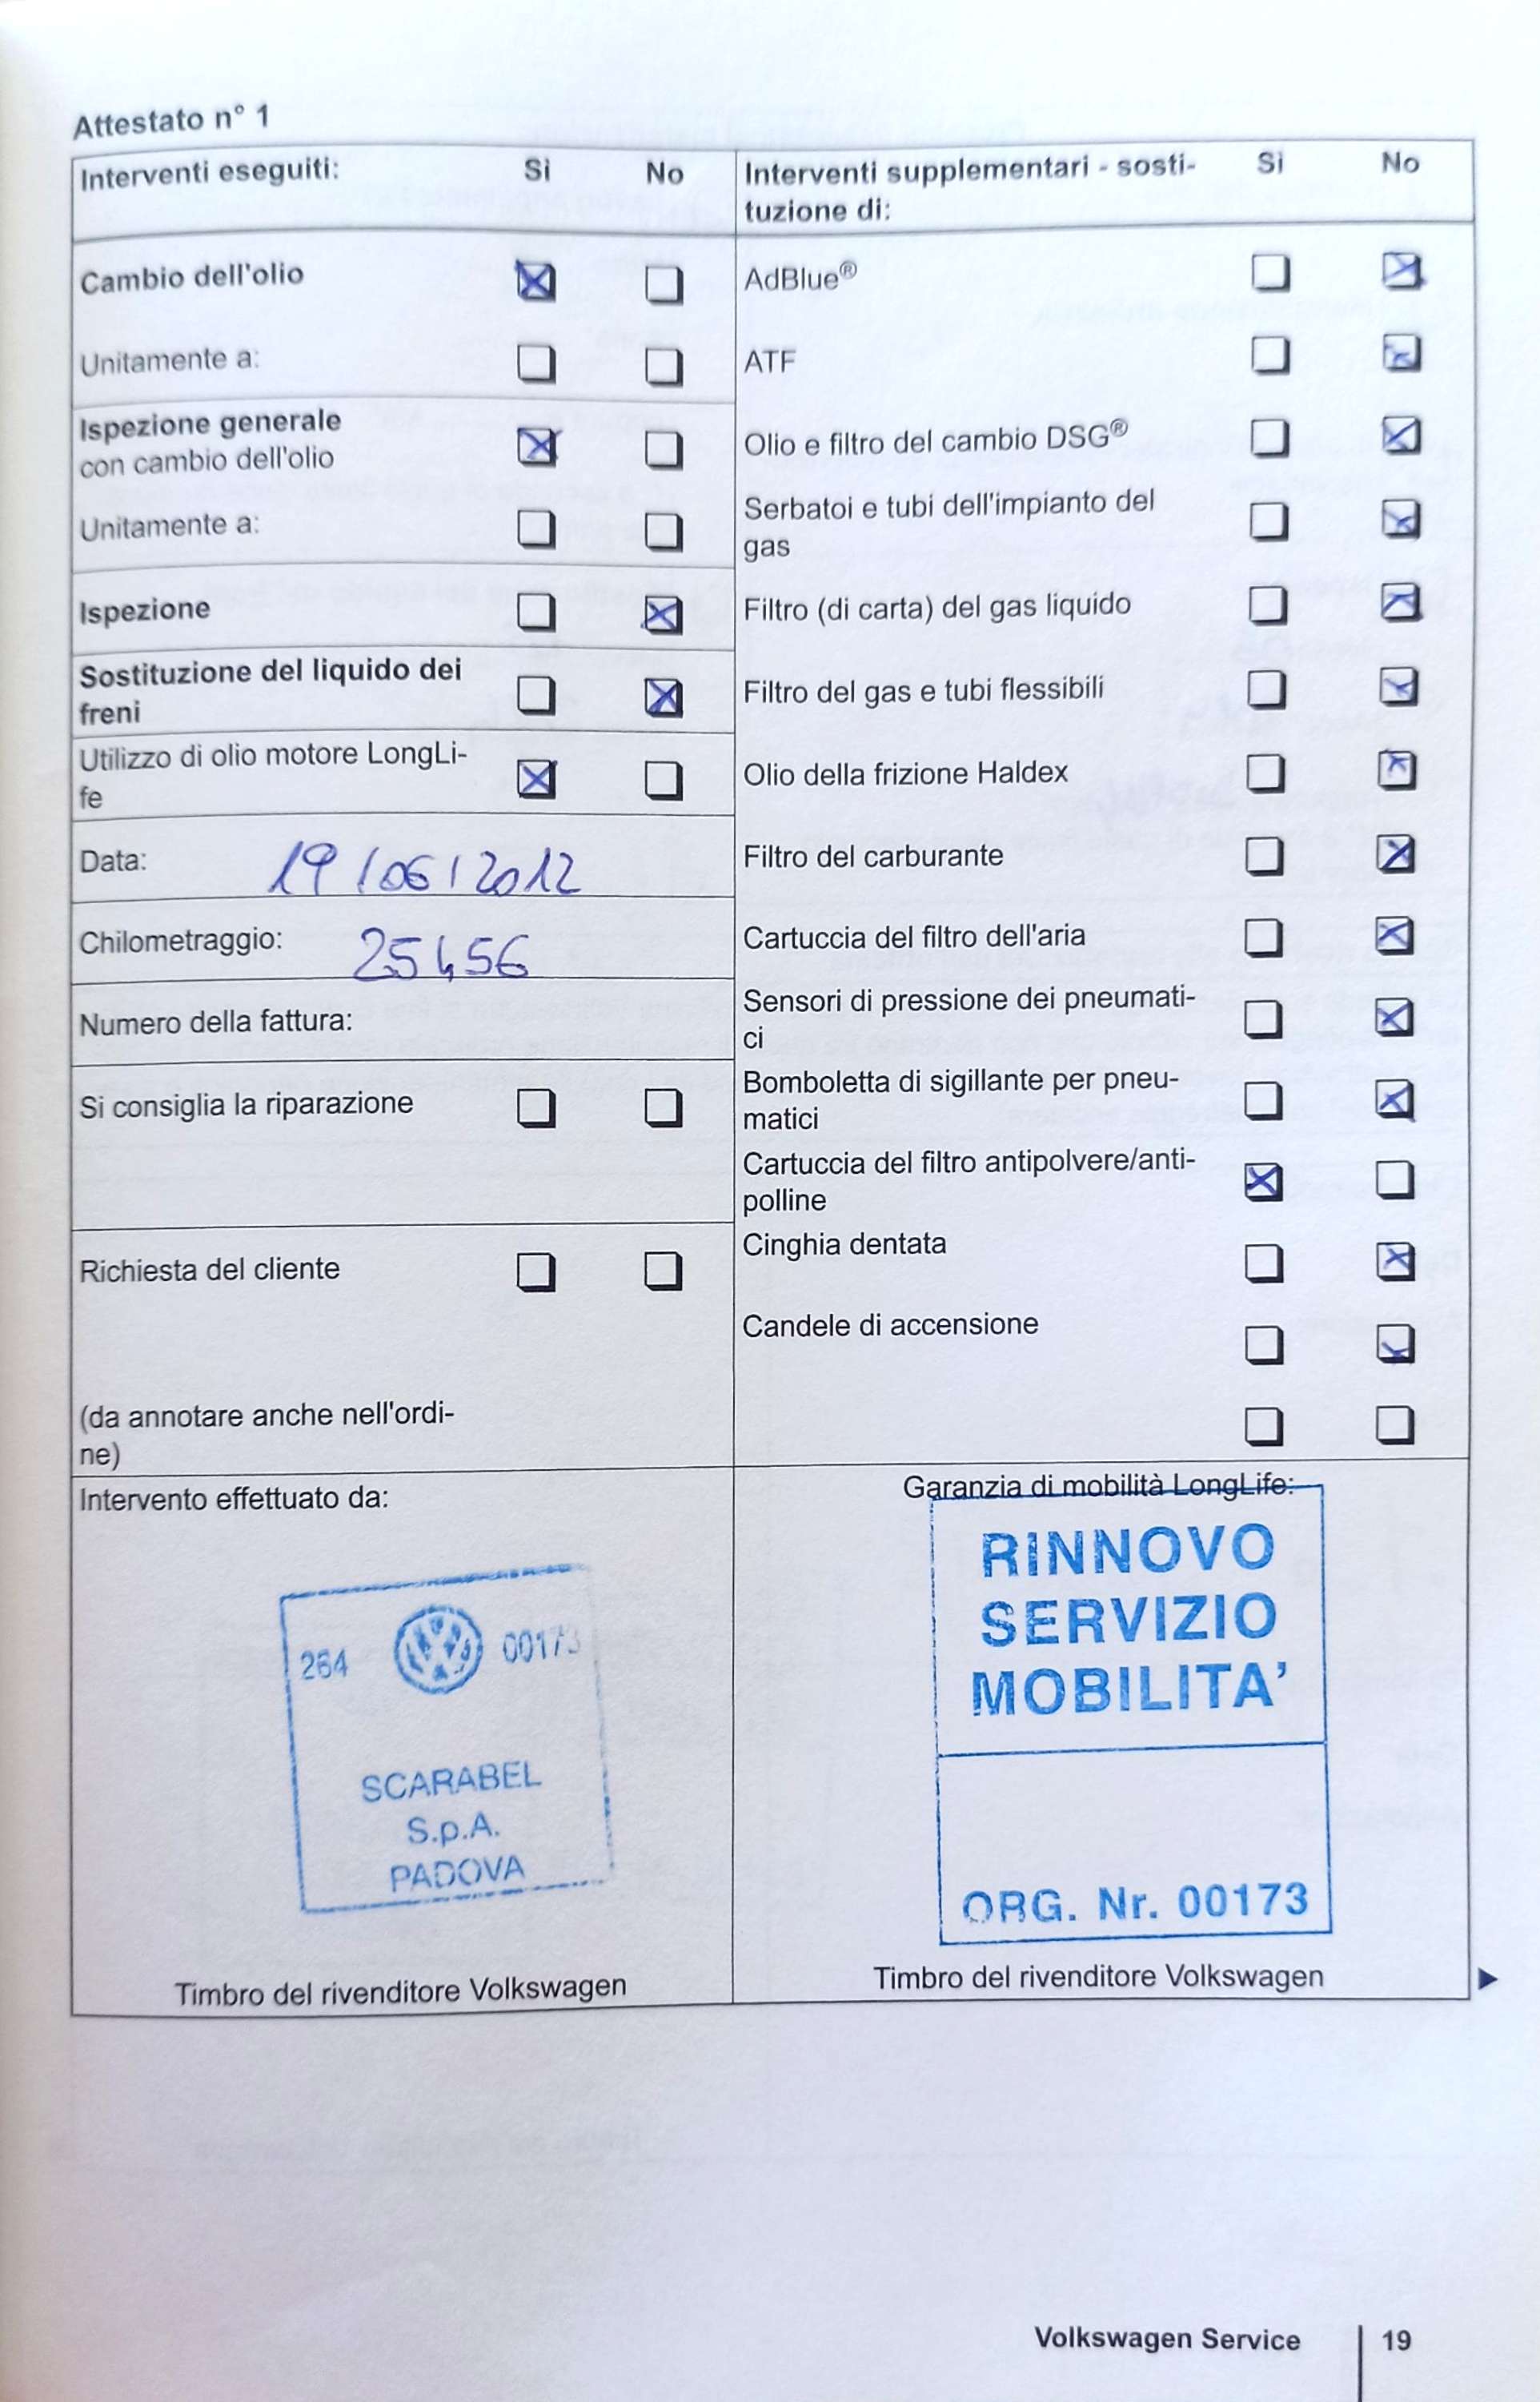 Attestato n° 1
Interventi eseguiti: Sì No
Cambio dell'olio
Unitamente a:
Ispezione generale
con cambio dell'olio
Unitamente a:
Ispezione
Sostituzione del liquido dei
freni
Utilizzo di olio motore LongLi-
fe
Data: 19/06/2012
Chilometraggio: 25456
Numero della fattura:
Si consiglia la riparazione
Richiesta del cliente
(da annotare anche nell'ordi-
ne)
Interventi supplementari - sosti- Sì No
tuzione di:
AdBlue®
ATF
Olio e filtro del cambio DSG®
Serbatoi e tubi dell'impianto del
gas
Filtro (di carta) del gas liquido
Filtro del gas e tubi flessibili
Olio della frizione Haldex
Filtro del carburante
Cartuccia del filtro dell'aria
Sensori di pressione dei pneumati-
ci
Bomboletta di sigillante per pneu-
matici
Cartuccia del filtro antipolvere/anti-
polline
Cinghia dentata
Candele di accensione
Intervento effettuato da:
264 00173
SCARABEL
S.p.A.
PADOVA
Timbro del rivenditore Volkswagen
Garanzia di mobilità LongLife:
RINNOVO
SERVIZIO
MOBILITA'
ORG. Nr. 00173
Timbro del rivenditore Volkswagen
Volkswagen Service 19